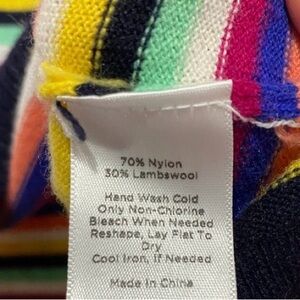 70% Nylon
30% Lambswool
Hand Wash Cold
Only Non-Chlorine
Bleach When Needed
Reshape, Lay Flat To
Dry
Cool Iron, if Needed
Made in China